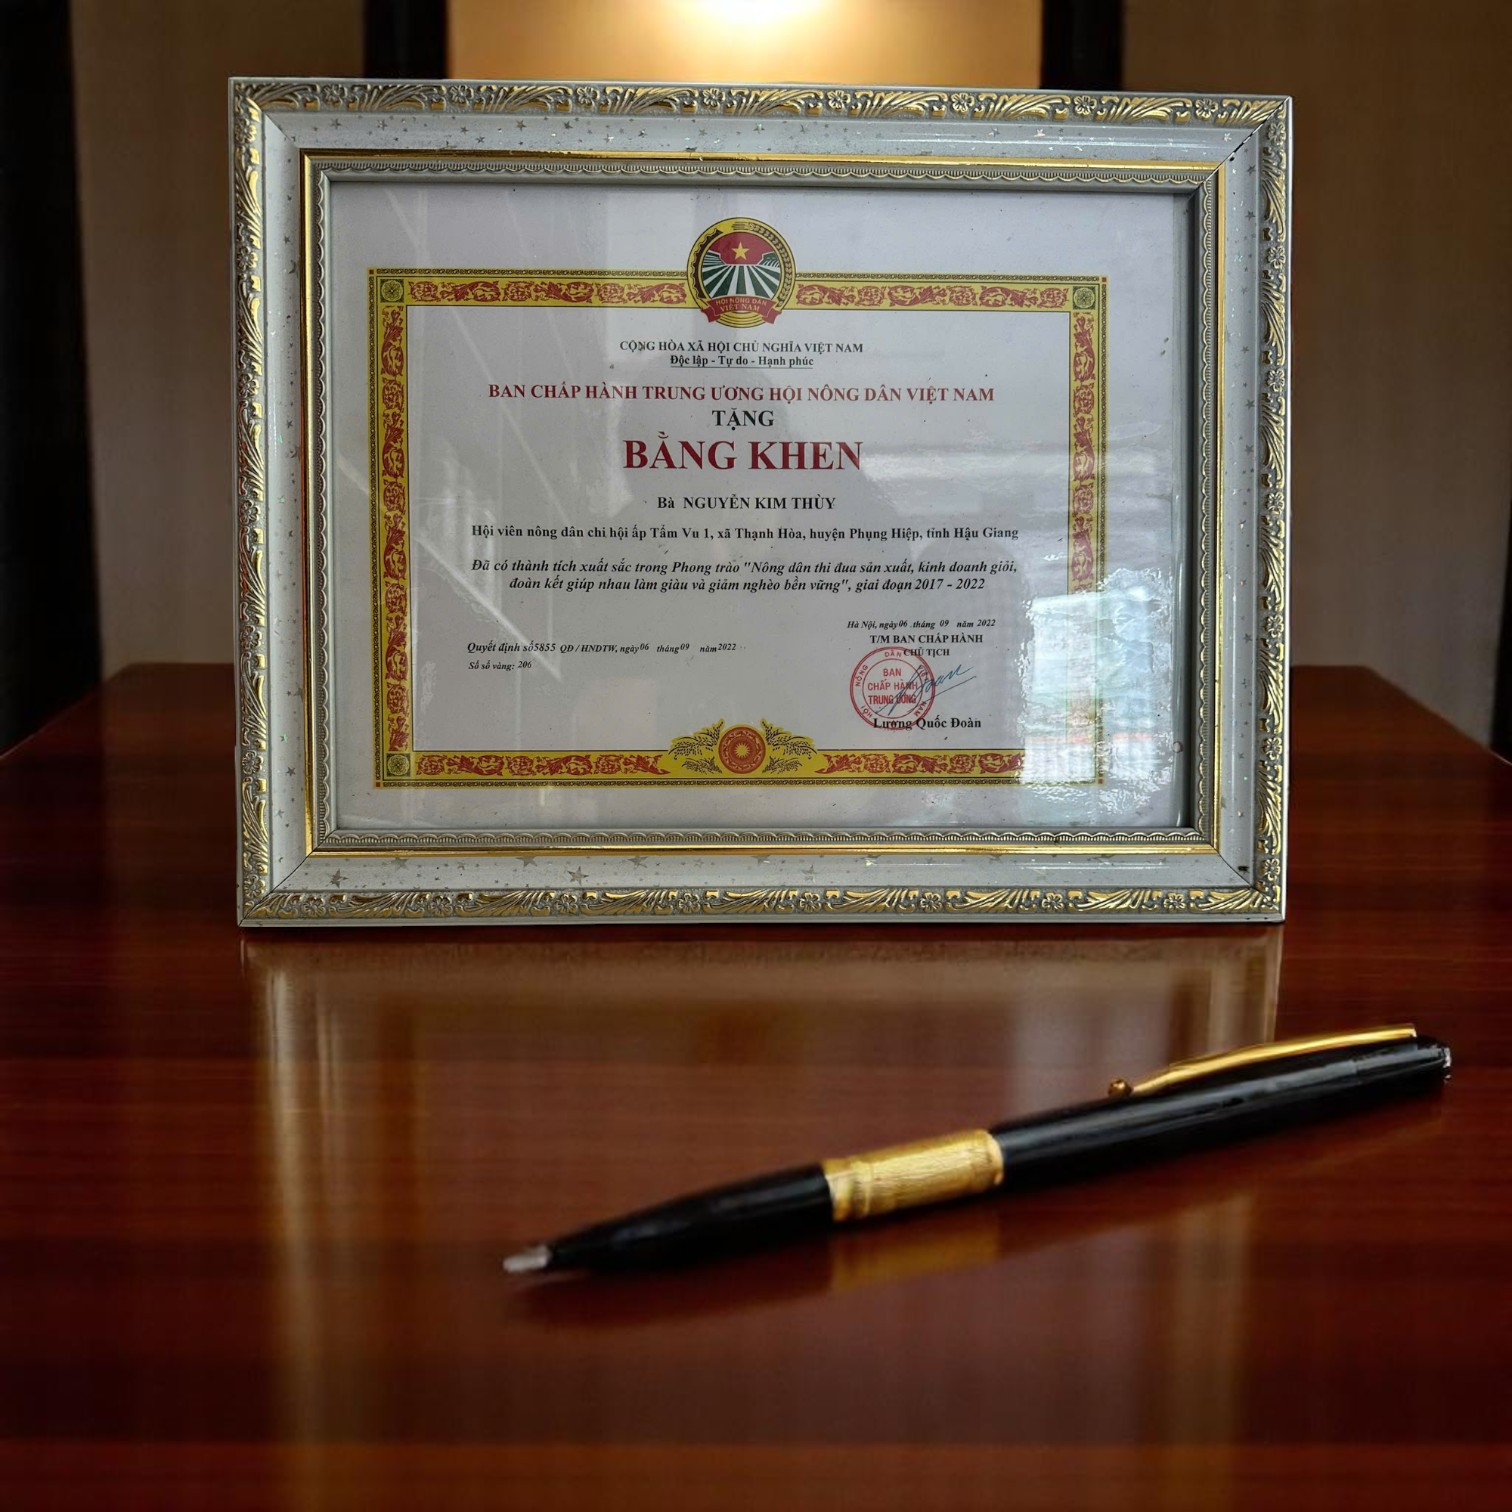 HỘI NÔNG DÂN
VIỆT NAM
CỘNG HÒA XÃ HỘI CHỦ NGHĨA VIỆT NAM
Độc lập - Tự do - Hạnh phúc
BAN CHẤP HÀNH TRUNG ƯƠNG HỘI NÔNG DÂN VIỆT NAM
TẶNG
BẰNG KHEN
Bà NGUYỄN KIM THÙY
Hội viên nông dân chi hội ấp Tầm Vu 1, xã Thạnh Hòa, huyện Phụng Hiệp, tỉnh Hậu Giang
Đã có thành tích xuất sắc trong Phong trào "Nông dân thi đua sản xuất, kinh doanh giỏi,
đoàn kết giúp nhau làm giàu và giảm nghèo bền vững", giai đoạn 2017 - 2022
Hà Nội, ngày 06 tháng 09 năm 2022
T/M BAN CHẤP HÀNH
CHỦ TỊCH
Quyết định số 5855 QĐ / HNDTW, ngày 06 tháng 09 năm 2022
Số sổ vàng: 206
BAN
CHẤP HÀNH
TRUNG ƯƠNG
Lương Quốc Đoàn